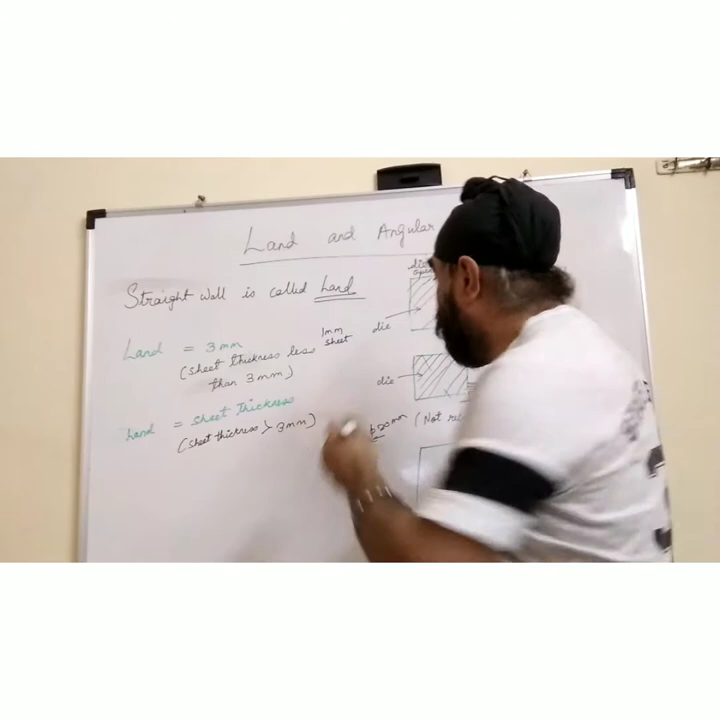 Land and Angular
Straight wall is called Land
Land = 3mm
(sheet thickness less
than 3mm)
1mm
sheet
die
die
Land = sheet thickness
(sheet thickness > 3mm)
φ20mm
(Not